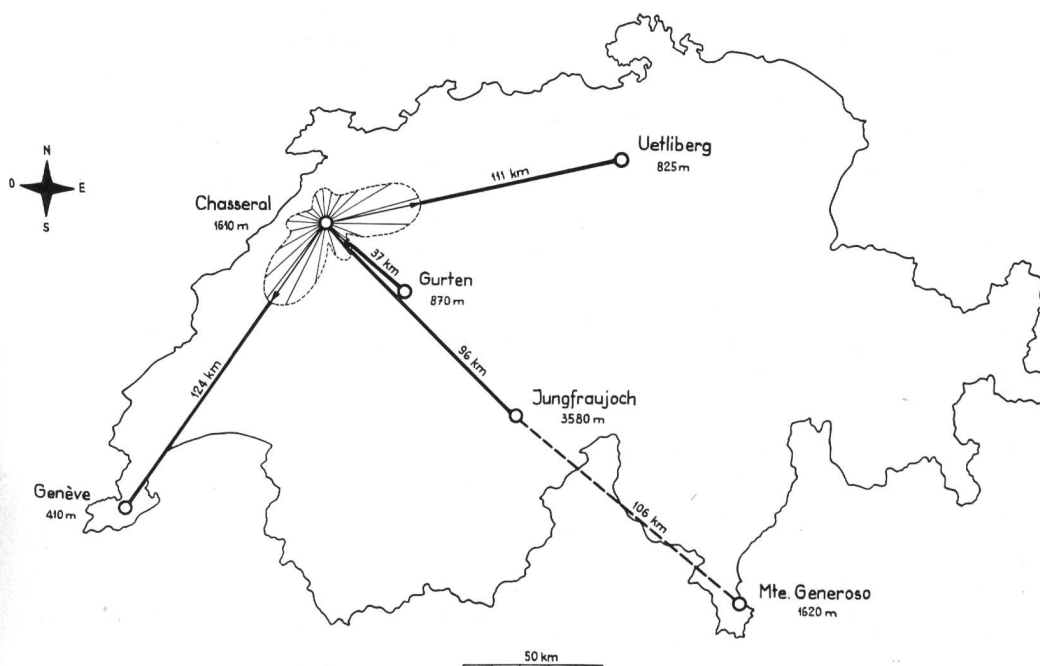 N
O
E
S
Uetliberg
825 m
111 km
Chasseral
1610 m
37 km
Gurten
870 m
96 km
124 km
Jungfraujoch
3580 m
Genève
410 m
106 km
Mte. Generoso
1620 m
50 km